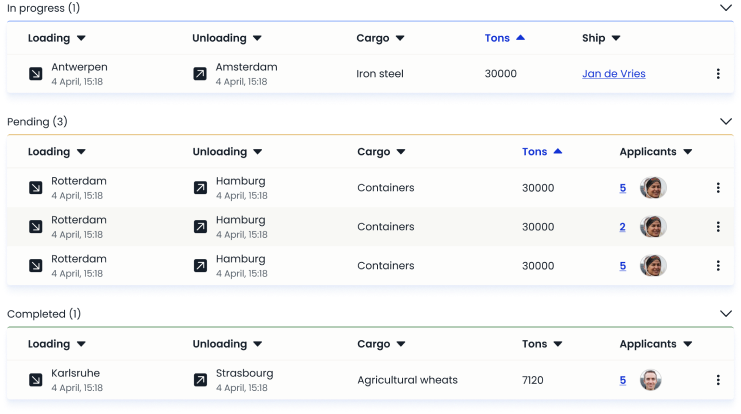 In progress (1)
Loading Unloading Cargo Tons Ship
Antwerpen Amsterdam Iron steel 30000 Jan de Vries
4 April, 15:18 4 April, 15:18
Pending (3)
Loading Unloading Cargo Tons Applicants
Rotterdam Hamburg Containers 30000 5
4 April, 15:18 4 April, 15:18
Rotterdam Hamburg Containers 30000 2
4 April, 15:18 4 April, 15:18
Rotterdam Hamburg Containers 30000 5
4 April, 15:18 4 April, 15:18
Completed (1)
Loading Unloading Cargo Tons Applicants
Karlsruhe Strasbourg Agricultural wheats 7120 5
4 April, 15:18 4 April, 15:18